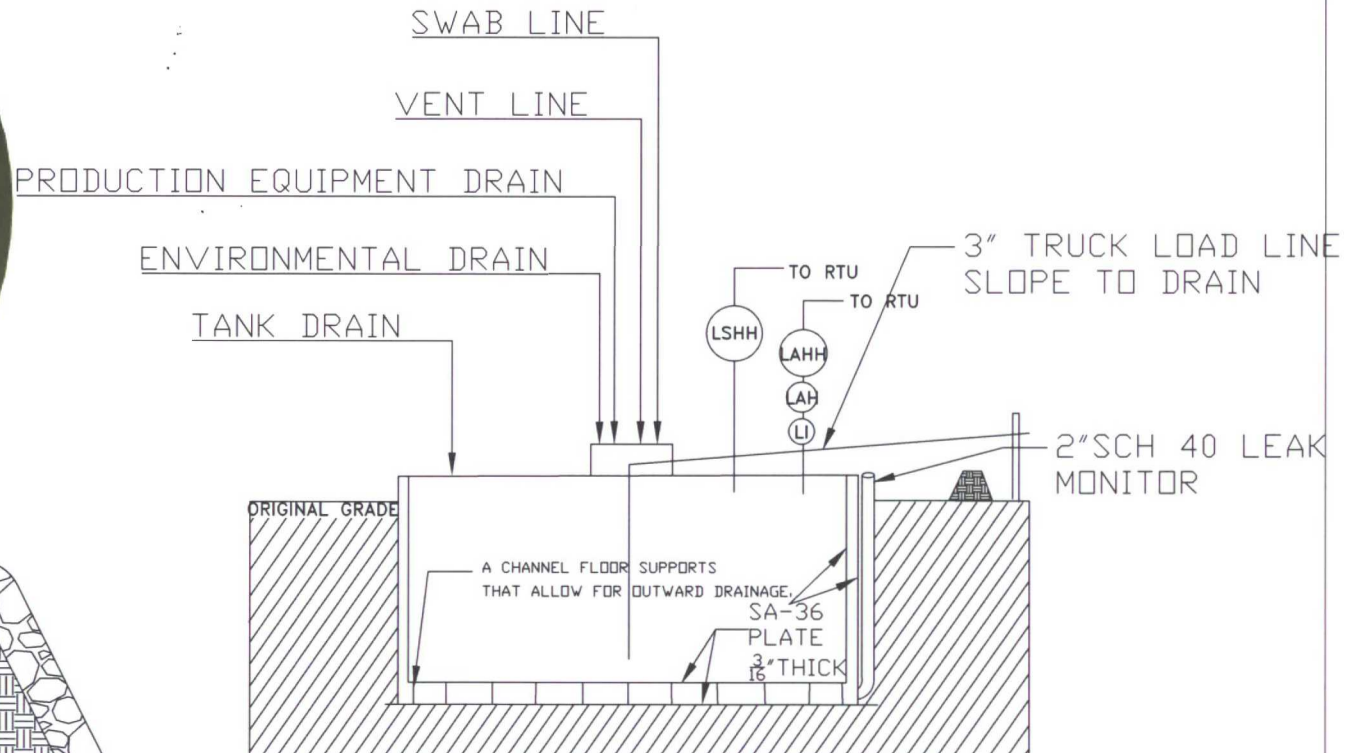 SWAB LINE
VENT LINE
PRODUCTION EQUIPMENT DRAIN
ENVIRONMENTAL DRAIN
TANK DRAIN
TO RTU
TO RTU
3" TRUCK LOAD LINE
SLOPE TO DRAIN
LSHH
LAHH
LAH
LI
2"SCH 40 LEAK
MONITOR
ORIGINAL GRADE
A CHANNEL FLOOR SUPPORTS
THAT ALLOW FOR OUTWARD DRAINAGE.
SA-36
PLATE
3/16"THICK